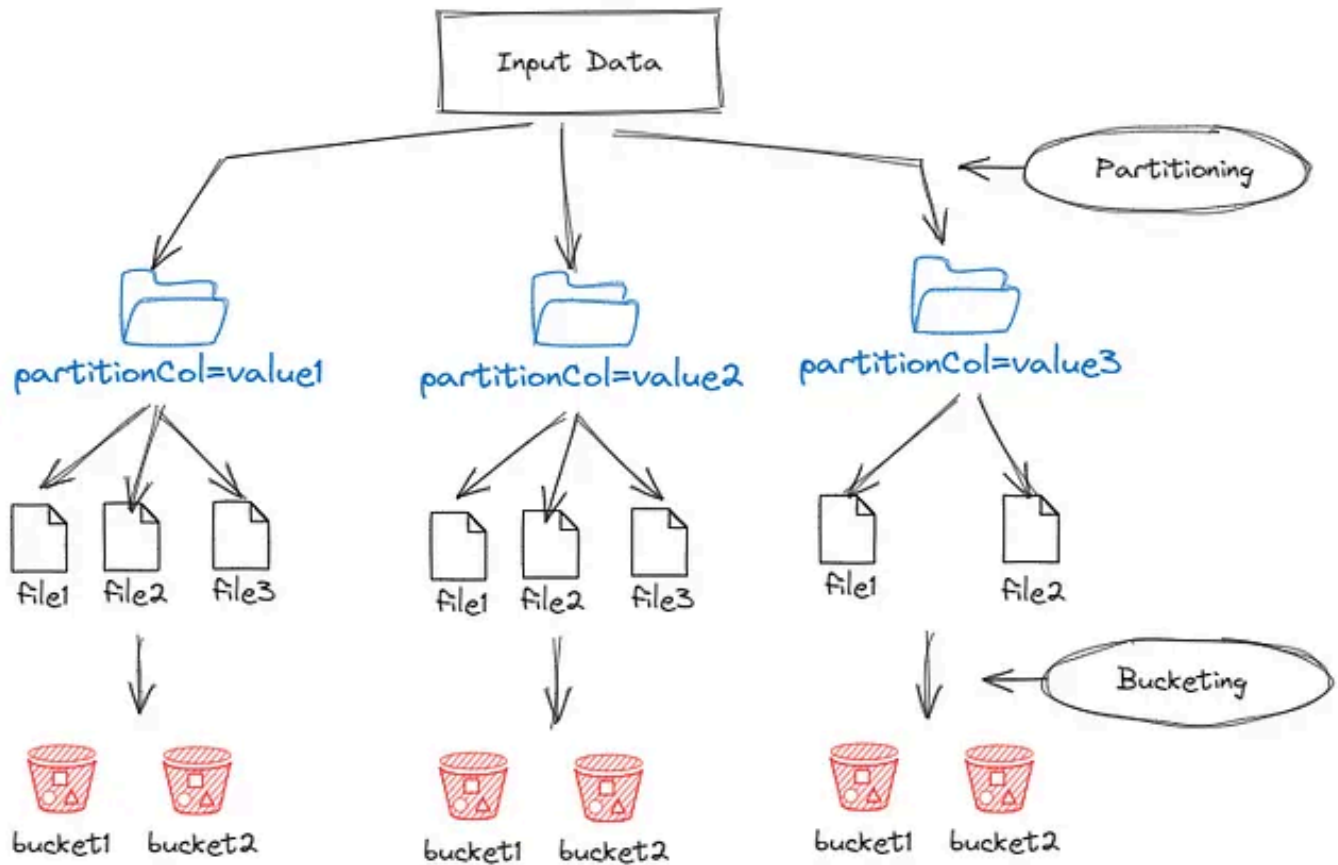 Input Data
Partitioning
partitionCol=value1
partitionCol=value2
partitionCol=value3
file1
file2
file3
file1
file2
file3
file1
file2
Bucketing
bucket1
bucket2
bucket1
bucket2
bucket1
bucket2